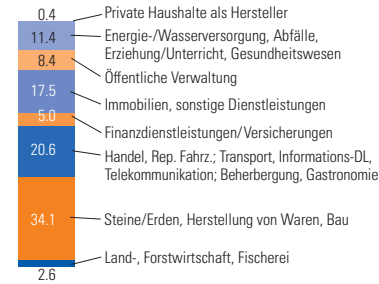 0.4 Private Haushalte als Hersteller
11.4 Energie-/Wasserversorgung, Abfälle,
Erziehung/Unterricht, Gesundheitswesen
8.4 Öffentliche Verwaltung
17.5 Immobilien, sonstige Dienstleistungen
5.0 Finanzdienstleistungen/Versicherungen
20.6 Handel, Rep. Fahrz.; Transport, Informations-DL,
Telekommunikation; Beherbergung, Gastronomie
34.1 Steine/Erden, Herstellung von Waren, Bau
Land-, Forstwirtschaft, Fischerei
2.6